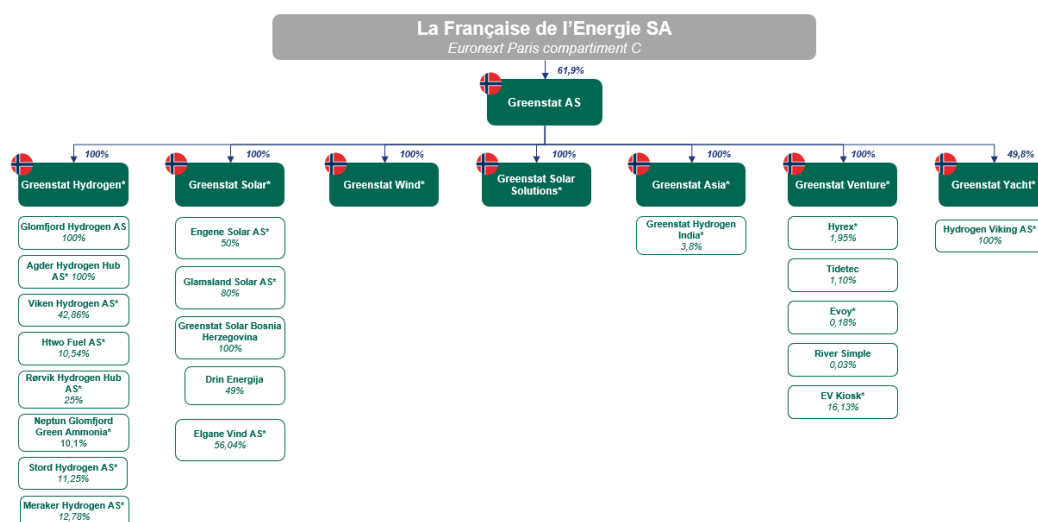 La Française de l'Energie SA
Euronext Paris compartiment C
61,9%
Greenstat AS
100%
100%
100%
100%
100%
100%
49,8%
Greenstat Hydrogen*
Greenstat Solar*
Greenstat Wind*
Greenstat Solar
Solutions*
Greenstat Asia*
Greenstat Venture*
Greenstat Yacht*
Glomfjord Hydrogen AS
100%
Agder Hydrogen Hub
AS* 100%
Viken Hydrogen AS*
42,86%
Htwo Fuel AS*
10,54%
Rørvik Hydrogen Hub
AS*
25%
Neptun Glomfjord
Green Ammonia*
10,1%
Stord Hydrogen AS*
11,25%
Meraker Hydrogen AS*
12,78%
Engene Solar AS*
50%
Glamsland Solar AS*
80%
Greenstat Solar Bosnia
Herzegovina
100%
Drin Energija
49%
Elgane Vind AS*
56,04%
Greenstat Hydrogen
India*
3,8%
Hyrex*
1,95%
Tidetec
1,10%
Evoy*
0,18%
River Simple
0,03%
EV Kiosk*
16,13%
Hydrogen Viking AS*
100%